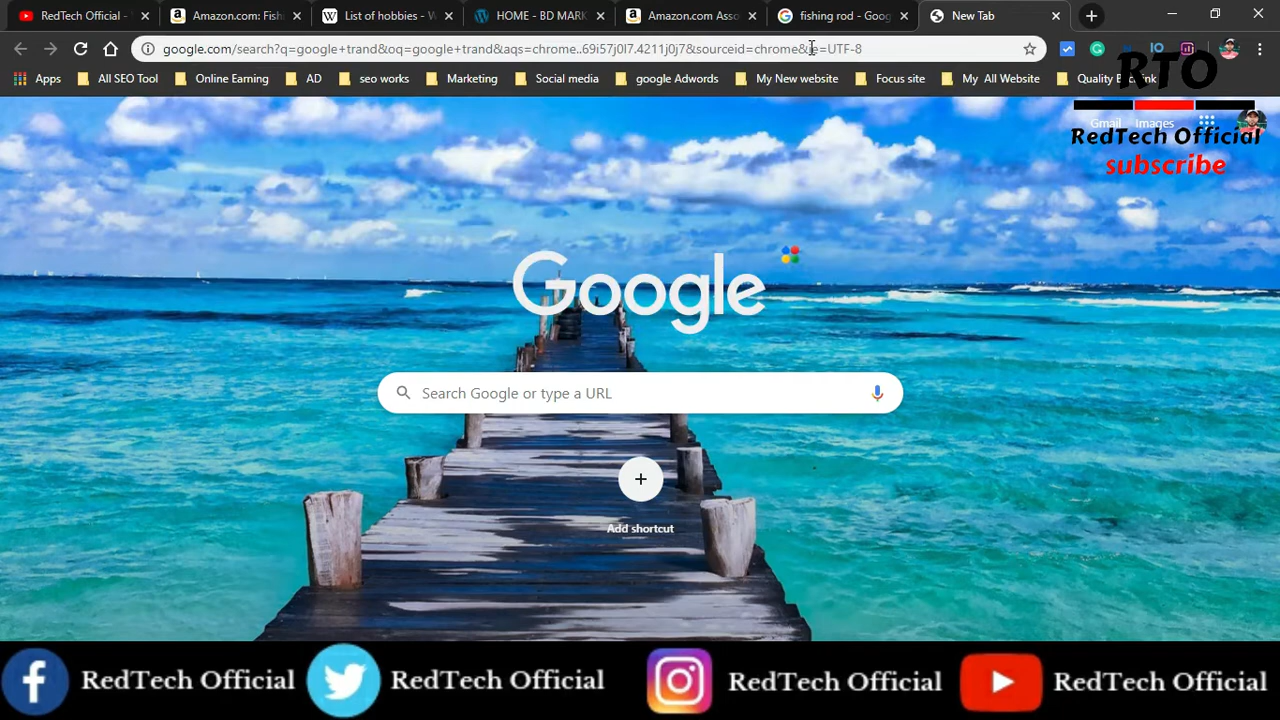 RedTech Official -
Amazon.com: Fish
List of hobbies - W
HOME - BD MARK
Amazon.com Asso
fishing rod - Goog
New Tab
google.com/search?q=google+trand&oq=google+trand&aqs=chrome..69i57j0l7.4211j0j7&sourceid=chrome&ie=UTF-8
Apps
All SEO Tool
Online Earning
AD
seo works
Marketing
Social media
google Adwords
My New website
Focus site
My All Website
Quality Backlink
RTO
Gmail
Images
RedTech Official
subscribe
Google
Search Google or type a URL
Add shortcut
RedTech Official
RedTech Official
RedTech Official
RedTech Official